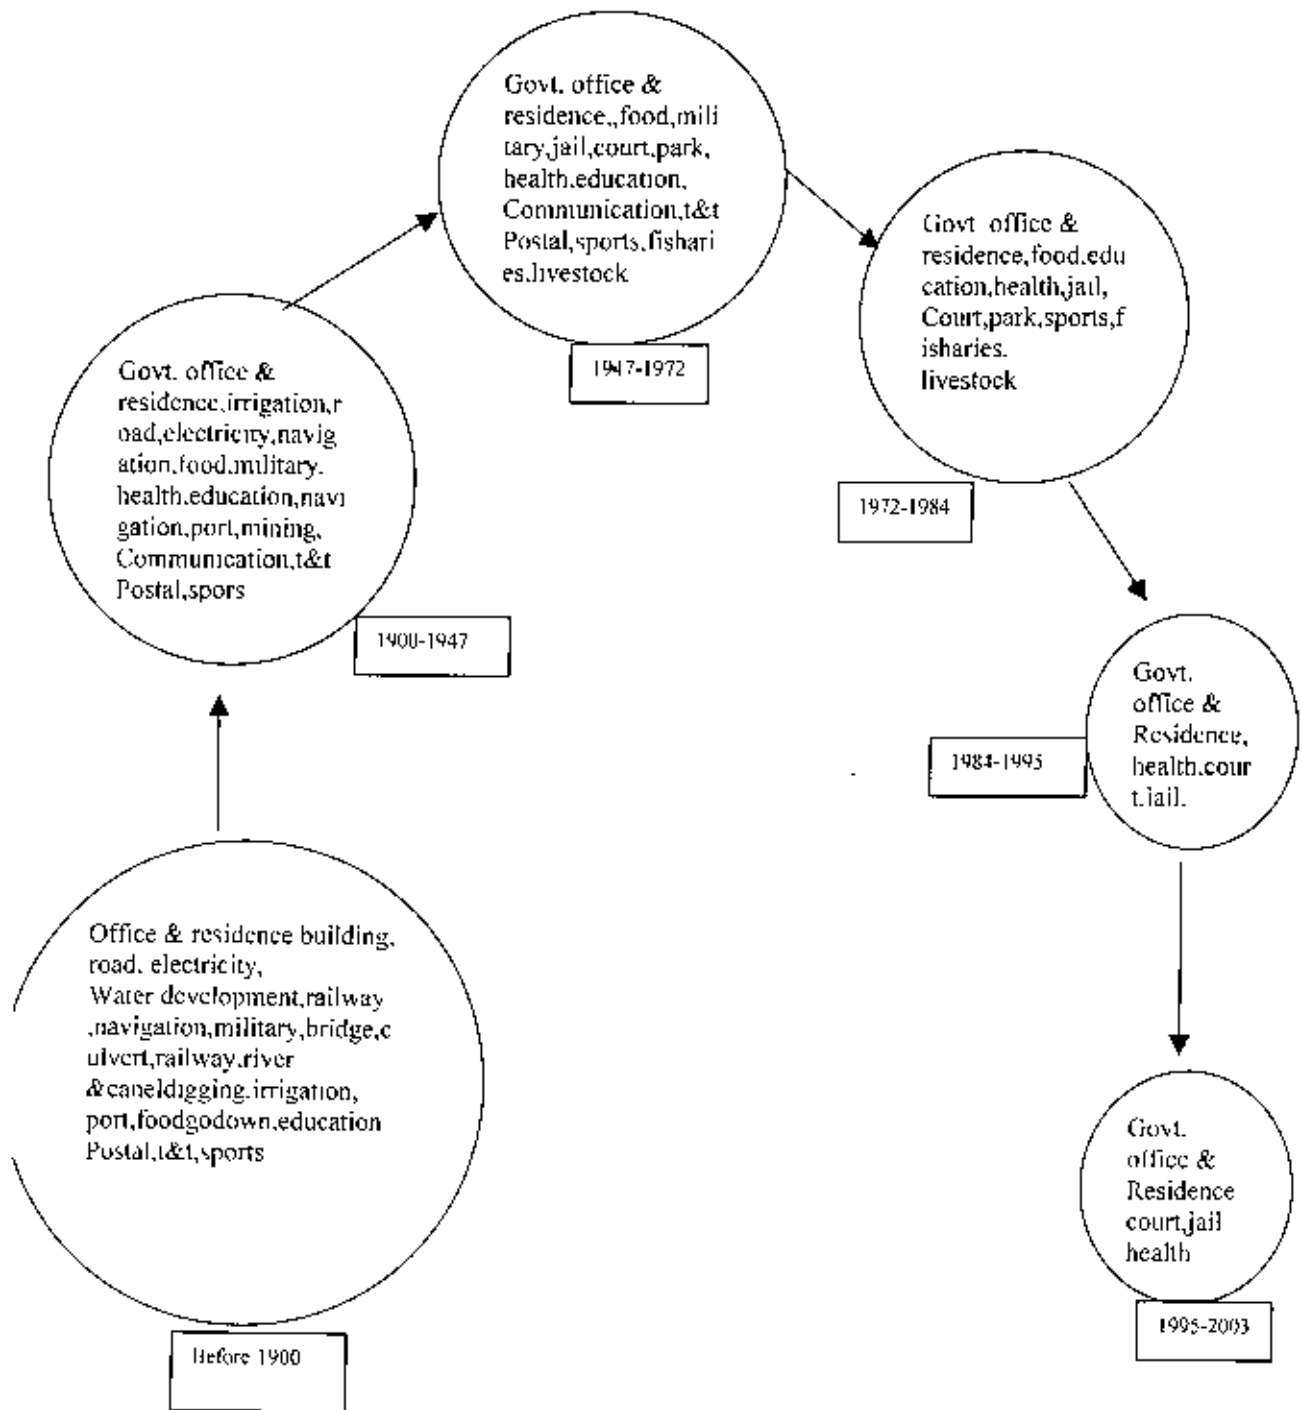 Govt. office &
residence,,food,mili
tary,jail,court,park,
health,education,
Communication,t&t
Postal,sports,fishari
es,livestock
1947-1972
Govt office &
residence,food,edu
cation,health,jail,
Court,park,sports,f
isharies.
livestock
1972-1984
Govt. office &
residence,irrigation,r
oad,electricity,navig
ation,food,military.
health,education,navi
gation,port,mining,
Communication,t&t
Postal,spors
1900-1947
Govt.
office &
Residence,
health,cour
t,jail.
1984-1995
Office & residence building,
road, electricity,
Water development,railway
,navigation,military,bridge,c
ulvert,railway,river
&caneldigging,irrigation,
port,foodgodown,education
Postal,t&t,sports
Before 1900
Govt.
office &
Residence
court,jail
health
1995-2003